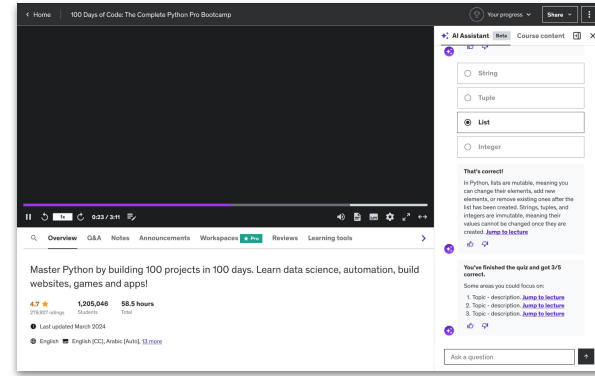 Home
100 Days of Code: The Complete Python Pro Bootcamp
Your progress
Share
AI Assistant Beta Course content
String
Tuple
List
Integer
That's correct!
In Python, lists are mutable, meaning you
can change their elements, add new
elements, or remove existing ones after the
list has been created. Strings, tuples, and
integers are immutable, meaning their
values cannot be changed once they are
created. Jump to lecture
You've finished the quiz and got 3/5
correct.
Some areas you could focus on:
1. Topic - description. Jump to lecture
2. Topic - description. Jump to lecture
3. Topic - description. Jump to lecture
Ask a question
1x
0:23 / 3:11
Overview Q&A Notes Announcements Workspaces Pro Reviews Learning tools
Master Python by building 100 projects in 100 days. Learn data science, automation, build
websites, games and apps!
4.7 1,205,046 58.5 hours
ratings Students Total
Last updated March 2024
English English [CC], Arabic [Auto], 13 more